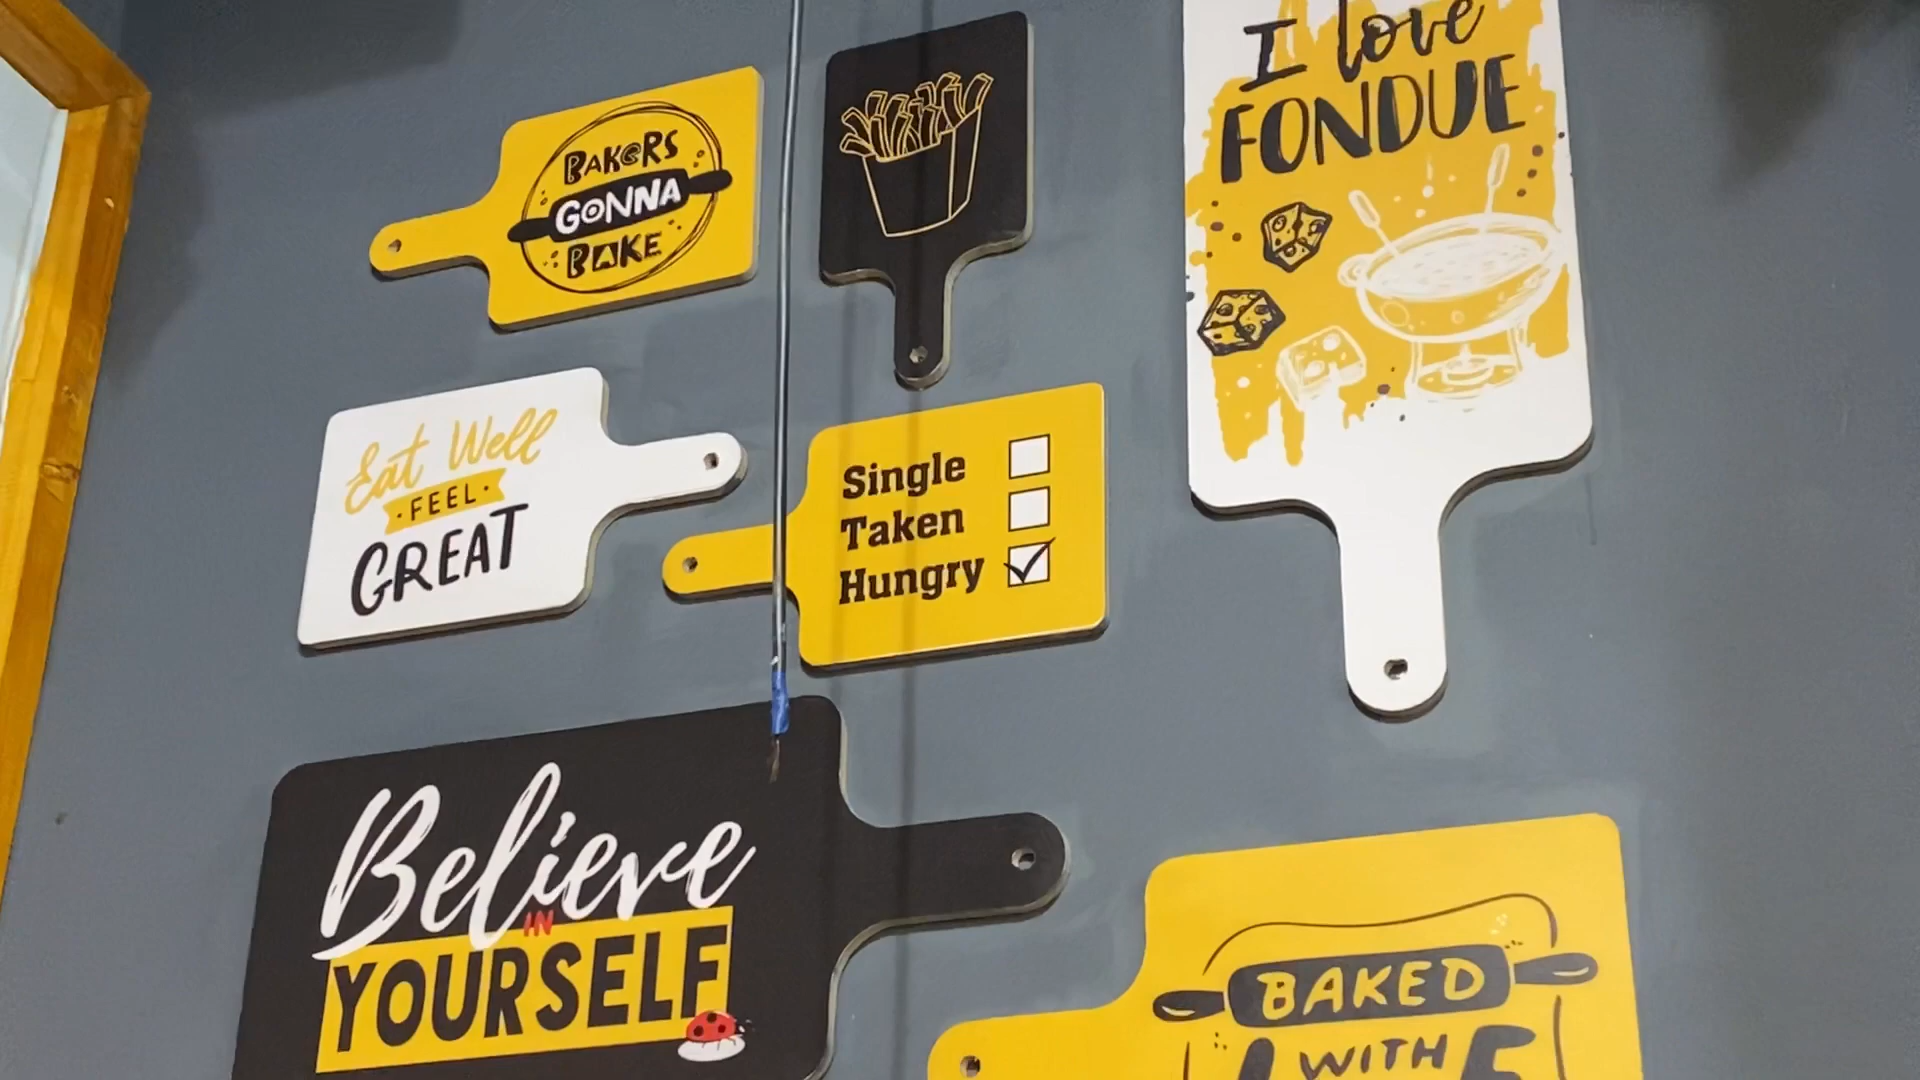 BAKERS
GONNA
BAKE
I love
FONDUE
Eat Well
FEEL
GREAT
Single
Taken
Hungry
Believe
IN
YOURSELF
BAKED
WITH